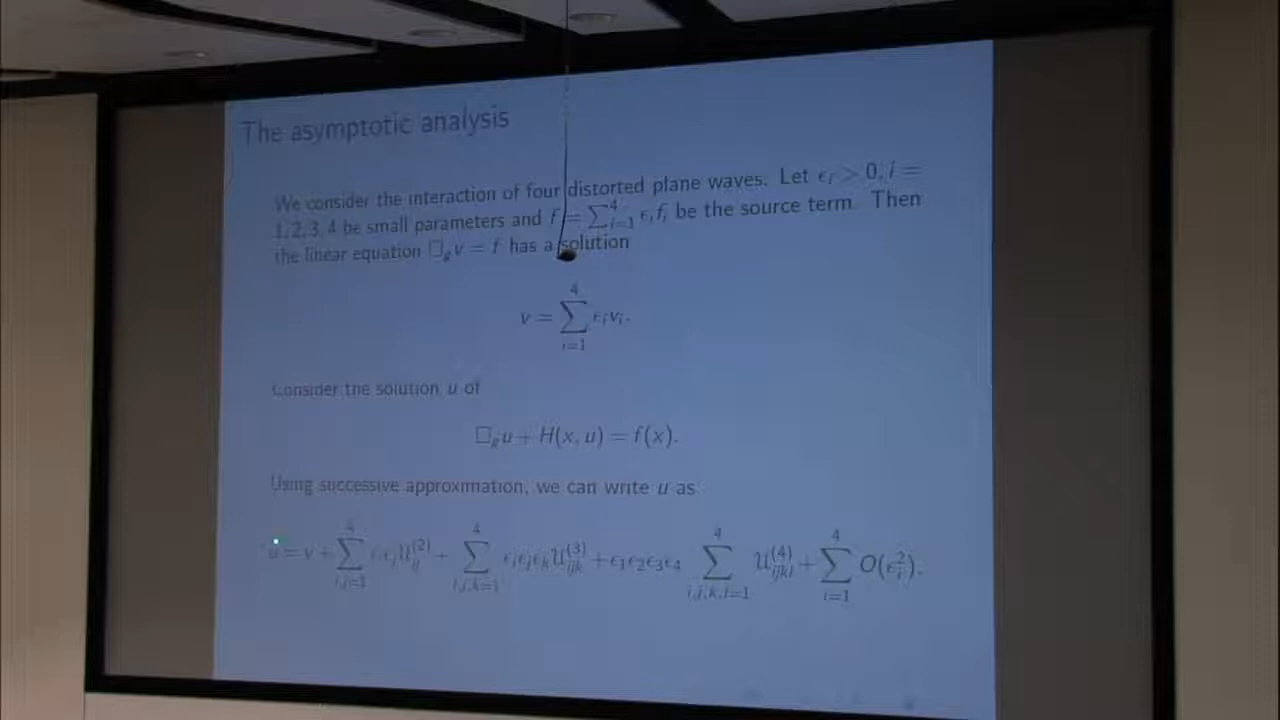 The asymptotic analysis
We consider the interaction of four distorted plane waves. Let ϵ_i > 0, i =
1, 2, 3, 4 be small parameters and f = ∑_{i=1}^{4} ϵ_i f_i be the source term. Then
the linear equation □_g v = f has a solution
v = ∑_{i=1}^{4} ϵ_i v_i.
Consider the solution u of
□_g u + H(x, u) = f(x).
Using successive approximation, we can write u as
u = v + ∑_{i,j=1}^{4} ϵ_i ϵ_j 𝒰_{ij}^{(2)} + ∑_{i,j,k=1}^{4} ϵ_i ϵ_j ϵ_k 𝒰_{ijk}^{(3)} + ϵ_1 ϵ_2 ϵ_3 ϵ_4 ∑_{i,j,k,l=1}^{4} 𝒰_{ijkl}^{(4)} + ∑_{i=1}^{4} O(ϵ_i^2).